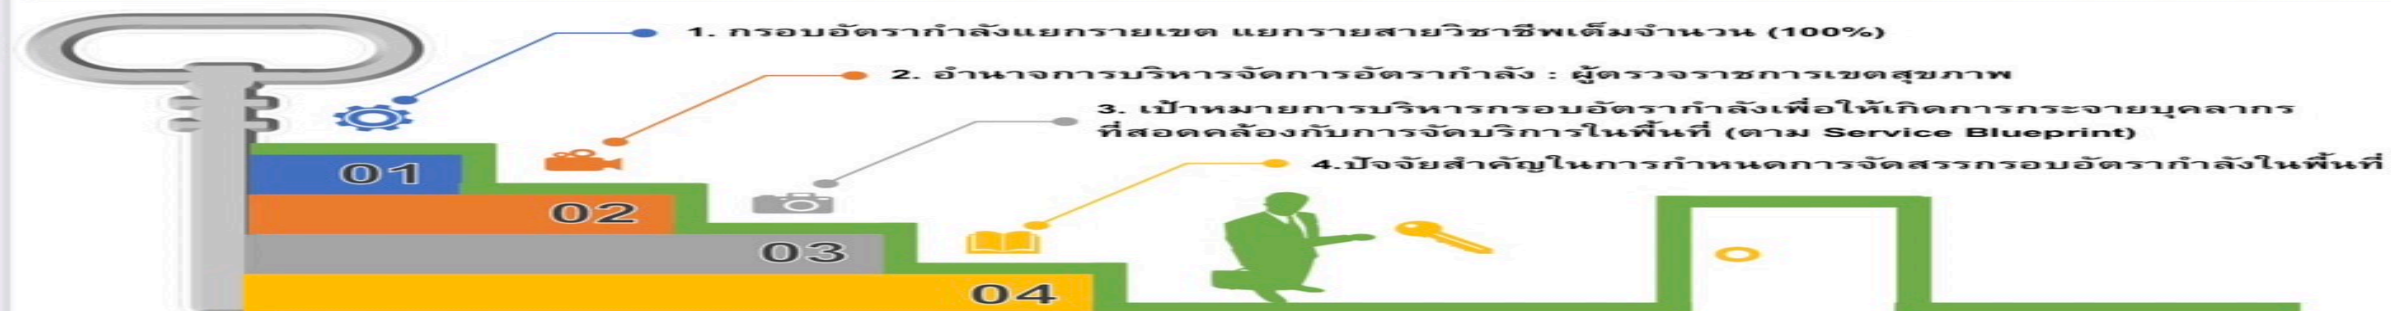 1. กรอบอัตรากำลังแยกรายเขต แยกรายสายวิชาชีพเต็มจำนวน (100%)
2. อำนาจการบริหารจัดการอัตรากำลัง : ผู้ตรวจราชการเขตสุขภาพ
3. เป้าหมายการบริหารกรอบอัตรากำลังเพื่อให้เกิดการกระจายบุคลากร
ที่สอดคล้องกับการจัดบริการในพื้นที่ (ตาม Service Blueprint)
4.ปัจจัยสำคัญในการกำหนดการจัดสรรกรอบอัตรากำลังในพื้นที่
01
02
03
04